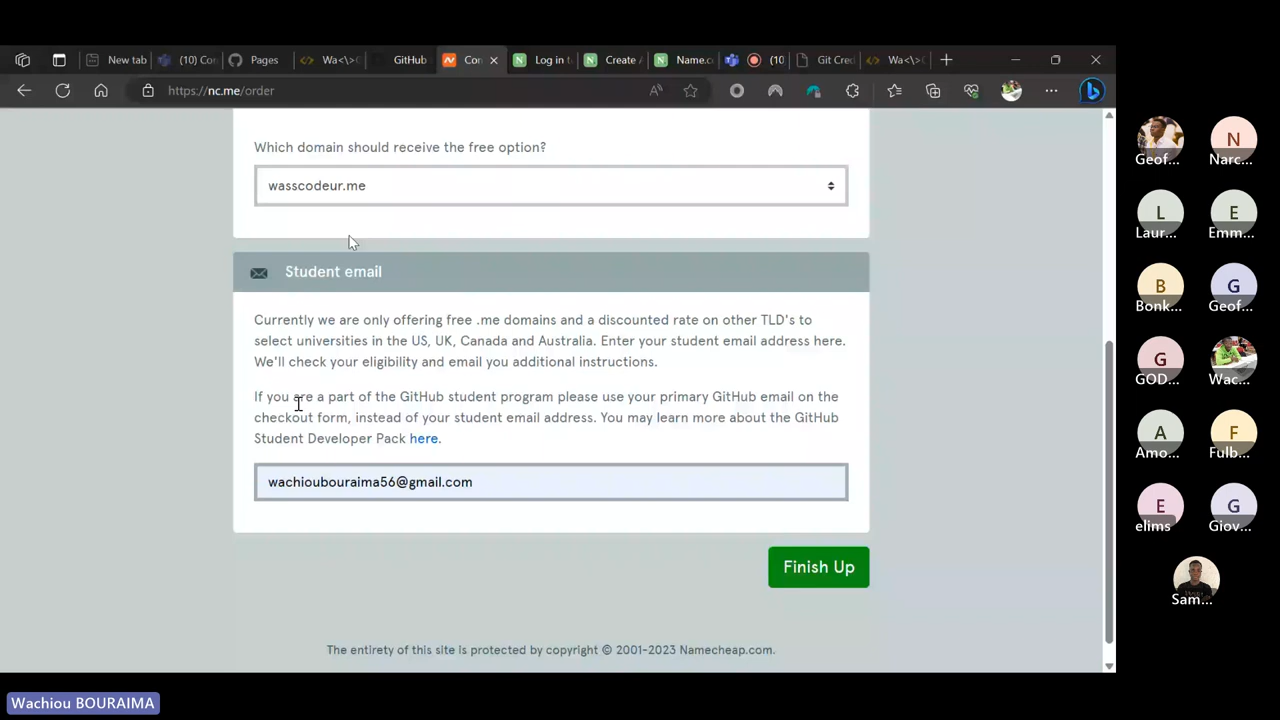 New tab
(10) Co
Pages
Wa<\>
GitHub
Con
Log in t
Create
Name.c
(10
Git Cre
Wa<\>
https://nc.me/order
Which domain should receive the free option?
wasscodeur.me
Student email
Currently we are only offering free .me domains and a discounted rate on other TLD's to
select universities in the US, UK, Canada and Australia. Enter your student email address here.
We'll check your eligibility and email you additional instructions.
If you are a part of the GitHub student program please use your primary GitHub email on the
checkout form, instead of your student email address. You may learn more about the GitHub
Student Developer Pack here.
wachioubouraima56@gmail.com
Finish Up
The entirety of this site is protected by copyright © 2001-2023 Namecheap.com.
Geof...
N
Narc...
L
Laur...
E
Emm...
B
Bonk...
G
Geof...
G
GOD...
Wac...
A
Amo...
F
Fulb...
E
elims
G
Giov...
Sam...
Wachiou BOURAIMA